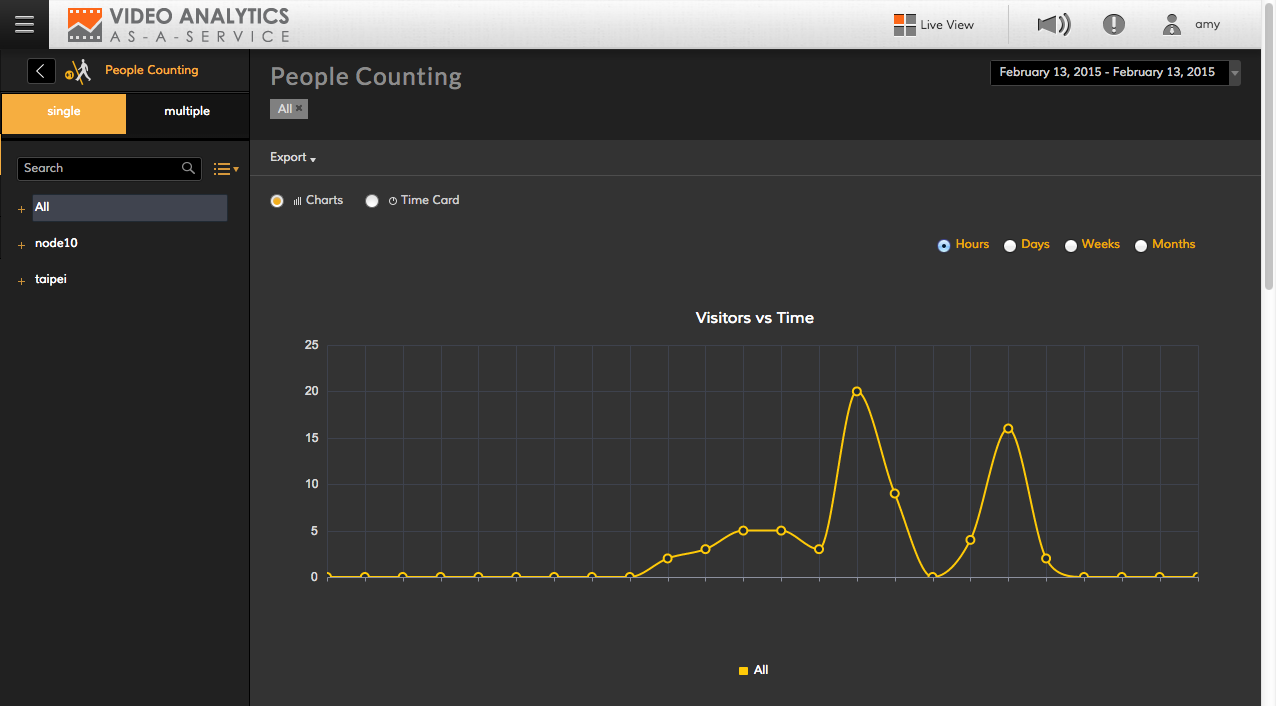 VIDEO ANALYTICS
AS-A-SERVICE
Live View
amy
People Counting
single
multiple
Search
All
node10
taipei
People Counting
February 13, 2015 - February 13, 2015
All ×
Export
Charts
Time Card
Hours
Days
Weeks
Months
Visitors vs Time
25
20
15
10
5
0
All